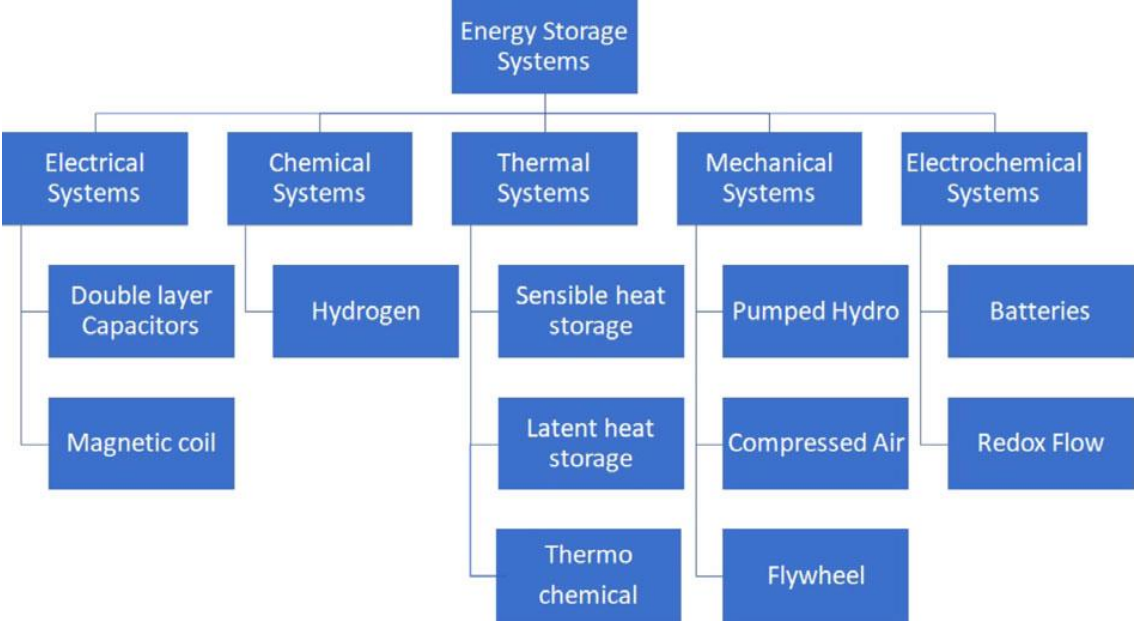 Energy Storage
Systems
Electrical
Systems
Chemical
Systems
Thermal
Systems
Mechanical
Systems
Electrochemical
Systems
Double layer
Capacitors
Hydrogen
Sensible heat
storage
Pumped Hydro
Batteries
Magnetic coil
Latent heat
storage
Compressed Air
Redox Flow
Thermo
chemical
Flywheel